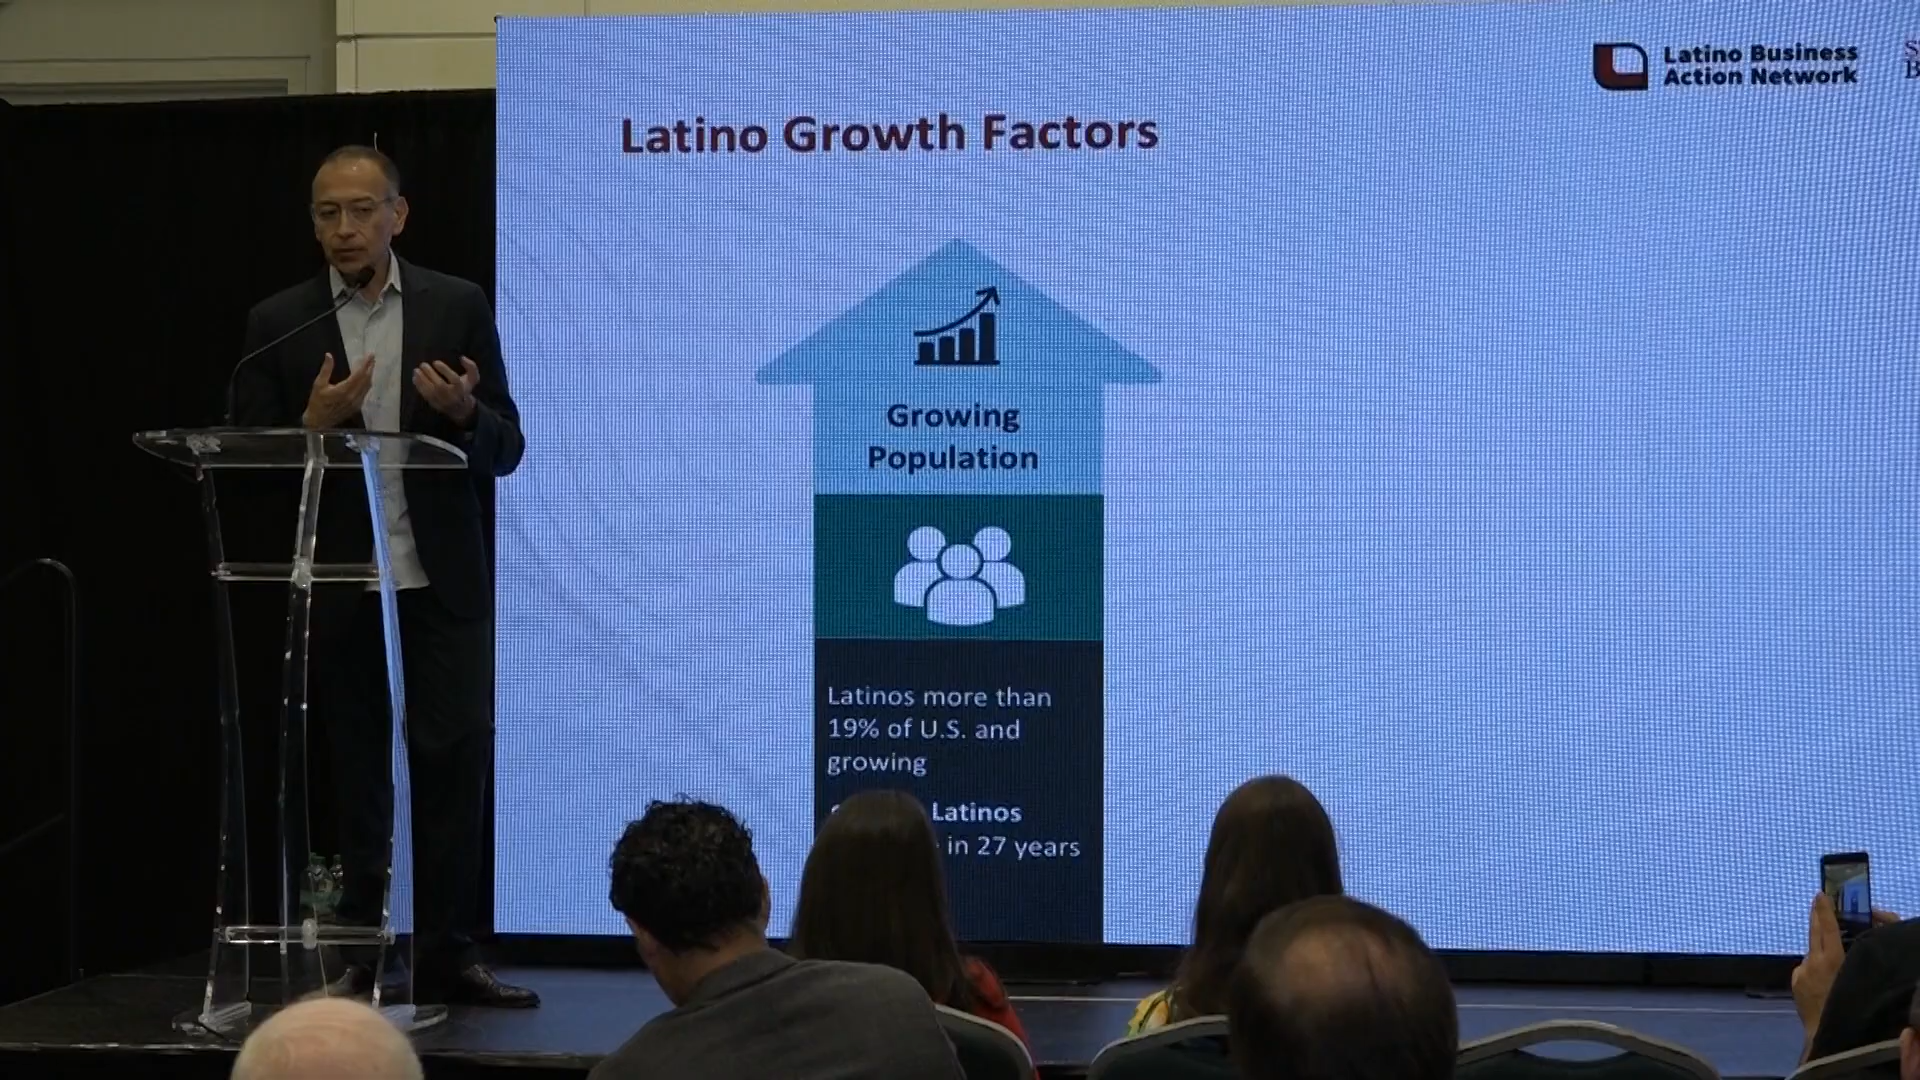 Latino Business
Action Network
Latino Growth Factors
Growing
Population
Latinos more than
19% of U.S. and
growing
Latinos
in 27 years